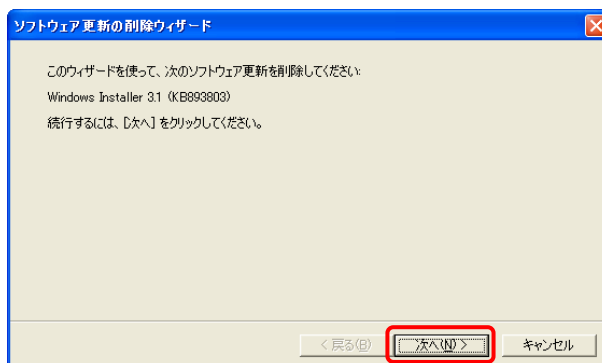 ソフトウェア更新の削除ウィザード
このウィザードを使って、次のソフトウェア更新を削除してください:
Windows Installer 3.1 (KB893803)
続行するには、[次へ] をクリックしてください。
< 戻る(B) 次へ(N) > キャンセル